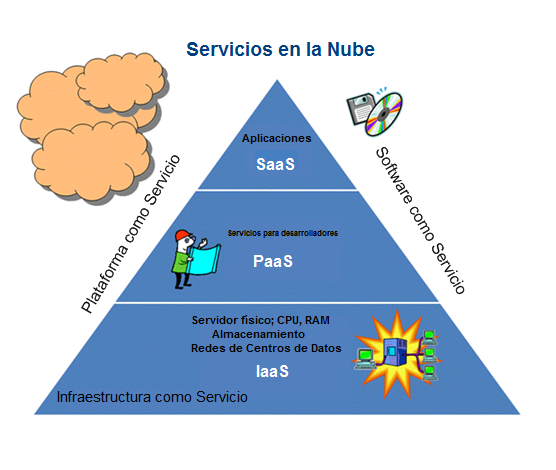 Servicios en la Nube
Aplicaciones
SaaS
Plataforma como Servicio
Software como Servicio
Servicios para desarrolladores
PaaS
Servidor físico; CPU, RAM
Almacenamiento
Redes de Centros de Datos
IaaS
Infraestructura como Servicio